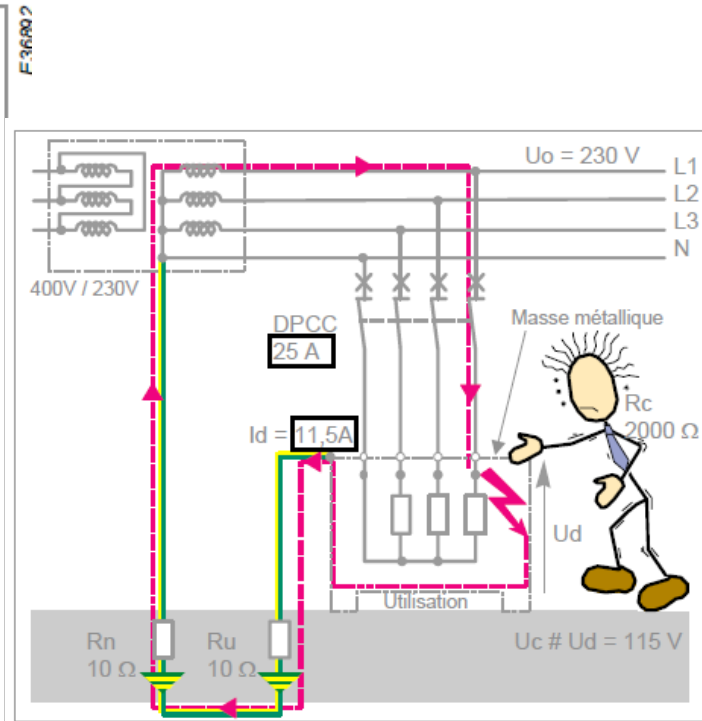 E36892
Uo = 230 V
L1
L2
L3
N
400V / 230V
DPCC
25 A
Masse métallique
Rc
2000 Ω
Id = 11,5A
Ud
Utilisation
Rn
10 Ω
Ru
10 Ω
Uc # Ud = 115 V